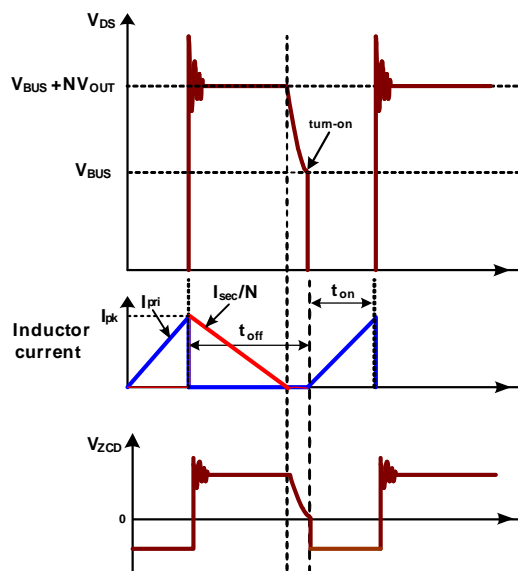 VDS
VBUS + NVOUT
turn-on
VBUS
Isec/N
ton
Ipri
Ipk
Inductor
current
toff
VZCD
0